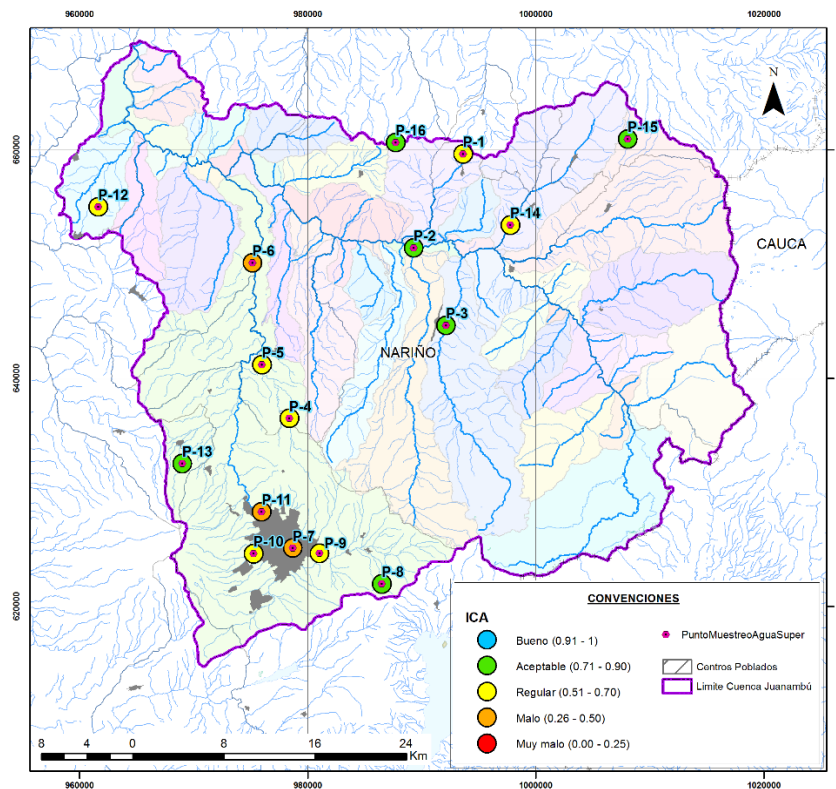 960000
980000
1000000
1020000
N
P-16
P-1
P-15
660000
660000
P-12
P-14
P-2
CAUCA
P-6
P-3
NARIÑO
P-5
640000
640000
P-4
P-13
P-11
P-10
P-7
P-9
P-8
620000
620000
CONVENCIONES
ICA
Bueno (0.91 - 1)
Aceptable (0.71 - 0.90)
Regular (0.51 - 0.70)
Malo (0.26 - 0.50)
Muy malo (0.00 - 0.25)
PuntoMuestreoAguaSuper
Centros Poblados
Limite Cuenca Juanambú
8 4 0 8 16 24
Km
960000
980000
1000000
1020000